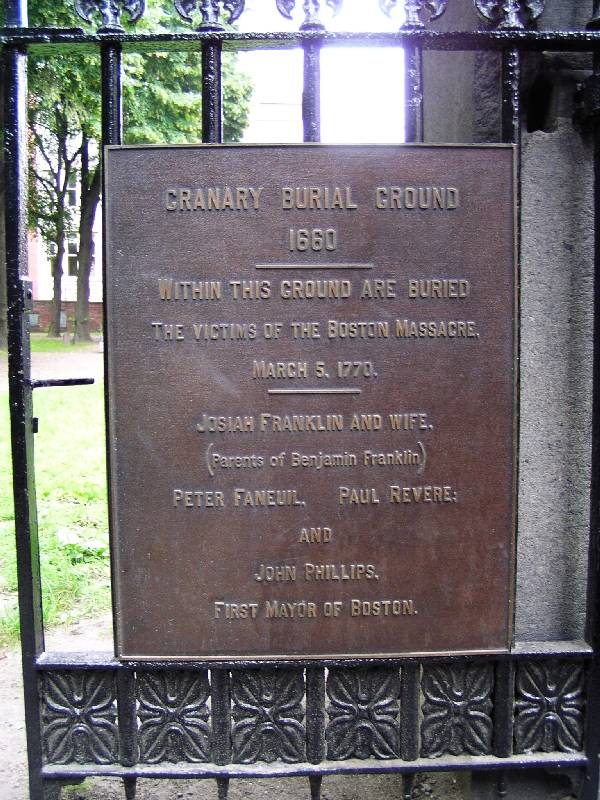 GRANARY BURIAL GROUND
1660
WITHIN THIS GROUND ARE BURIED
THE VICTIMS OF THE BOSTON MASSACRE,
MARCH 5, 1770.
JOSIAH FRANKLIN AND WIFE,
(Parents of Benjamin Franklin)
PETER FANEUIL, PAUL REVERE;
AND
JOHN PHILLIPS,
FIRST MAYOR OF BOSTON.